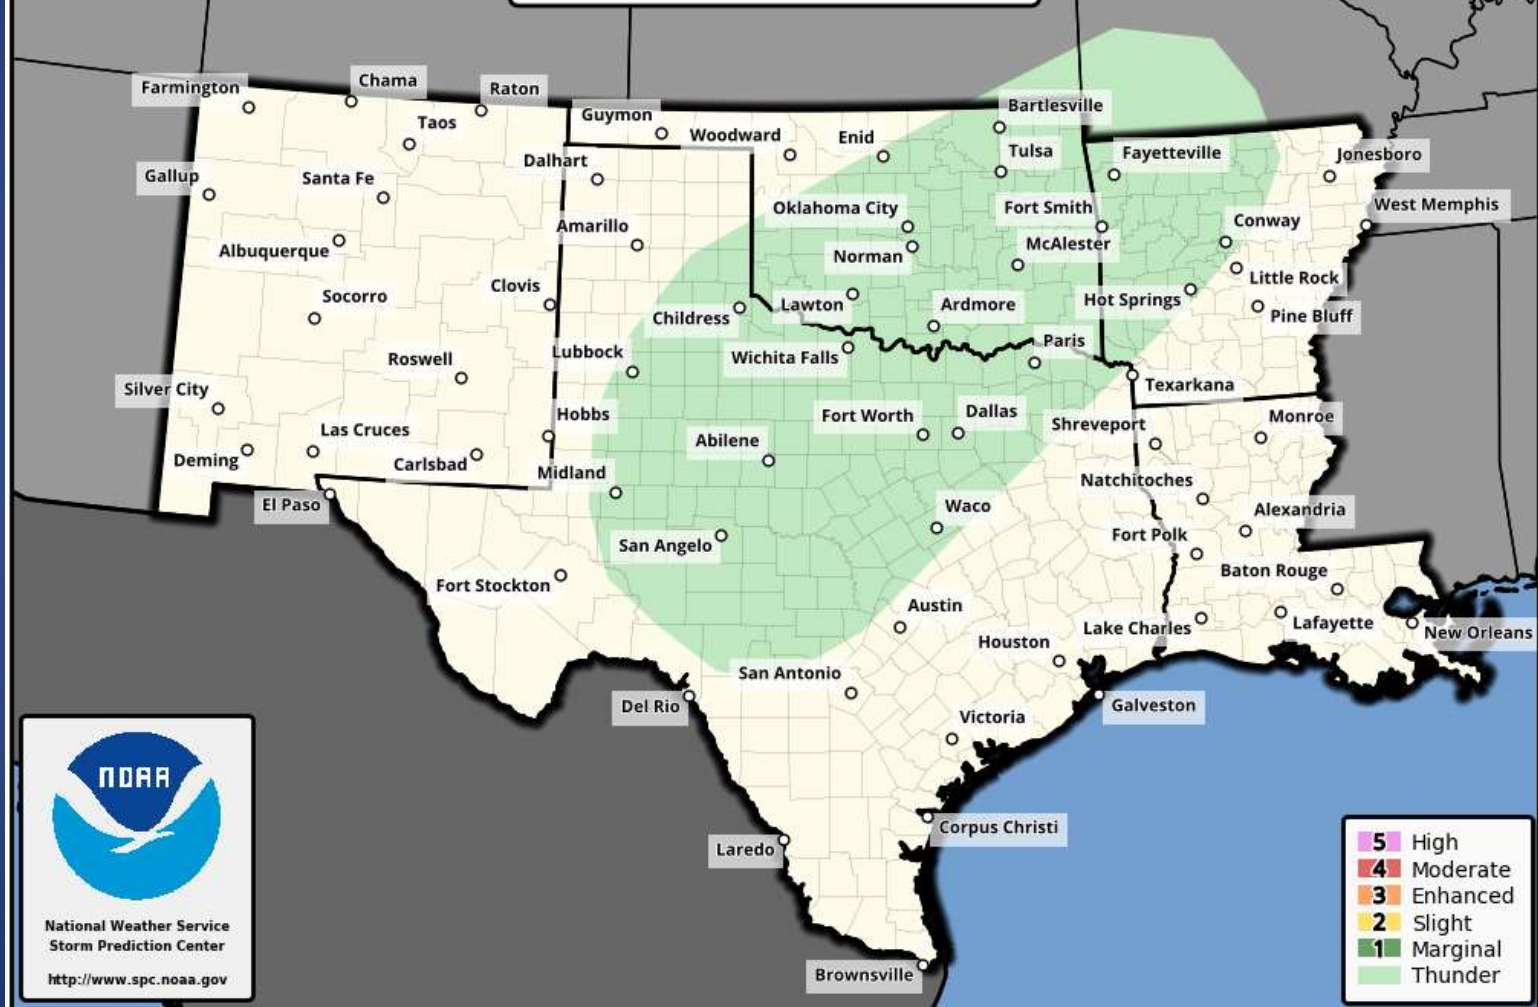 Farmington
Chama
Raton
Taos
Guymon
Woodward
Enid
Bartlesville
Dalhart
Tulsa
Fayetteville
Jonesboro
Gallup
Santa Fe
Oklahoma City
Fort Smith
West Memphis
Amarillo
Conway
Albuquerque
Norman
McAlester
Little Rock
Clovis
Socorro
Childress
Lawton
Ardmore
Hot Springs
Pine Bluff
Roswell
Lubbock
Wichita Falls
Paris
Silver City
Texarkana
Hobbs
Fort Worth
Dallas
Shreveport
Monroe
Las Cruces
Abilene
Deming
Carlsbad
Midland
Natchitoches
El Paso
Waco
Alexandria
San Angelo
Fort Polk
Fort Stockton
Baton Rouge
Austin
Lake Charles
Lafayette
New Orleans
Houston
San Antonio
Del Rio
Galveston
Victoria
Corpus Christi
Laredo
Brownsville
NOAA
National Weather Service
Storm Prediction Center
http://www.spc.noaa.gov
5 High
4 Moderate
3 Enhanced
2 Slight
1 Marginal
Thunder